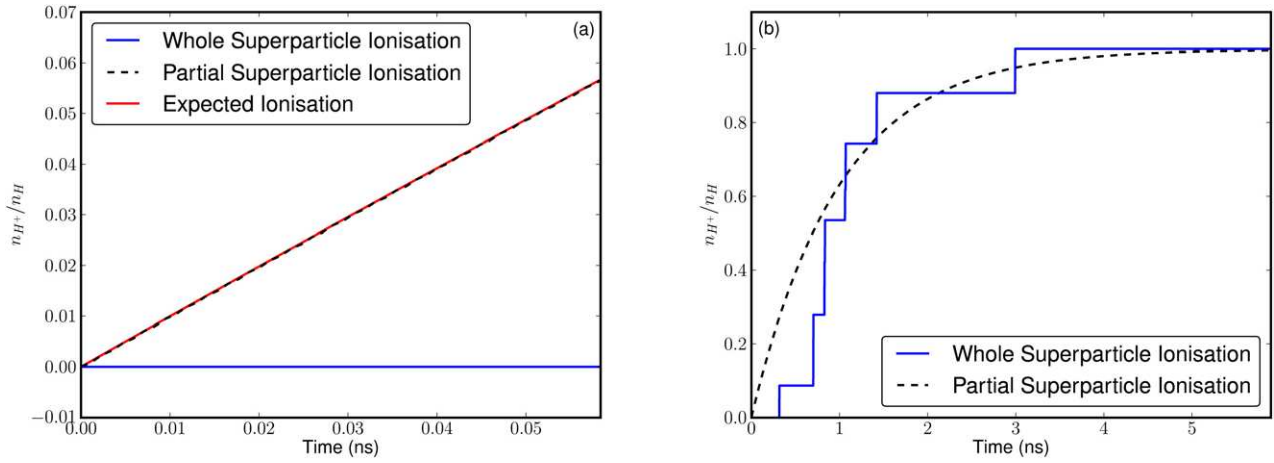 0.07
0.06
0.05
0.04
0.03
0.02
0.01
0.00
−0.01
n_{H^+}/n_H
(a)
Whole Superparticle Ionisation
Partial Superparticle Ionisation
Expected Ionisation
0.00 0.01 0.02 0.03 0.04 0.05
Time (ns)
1.0
0.8
0.6
0.4
0.2
0.0
n_{H^+}/n_H
(b)
Whole Superparticle Ionisation
Partial Superparticle Ionisation
0 1 2 3 4 5
Time (ns)